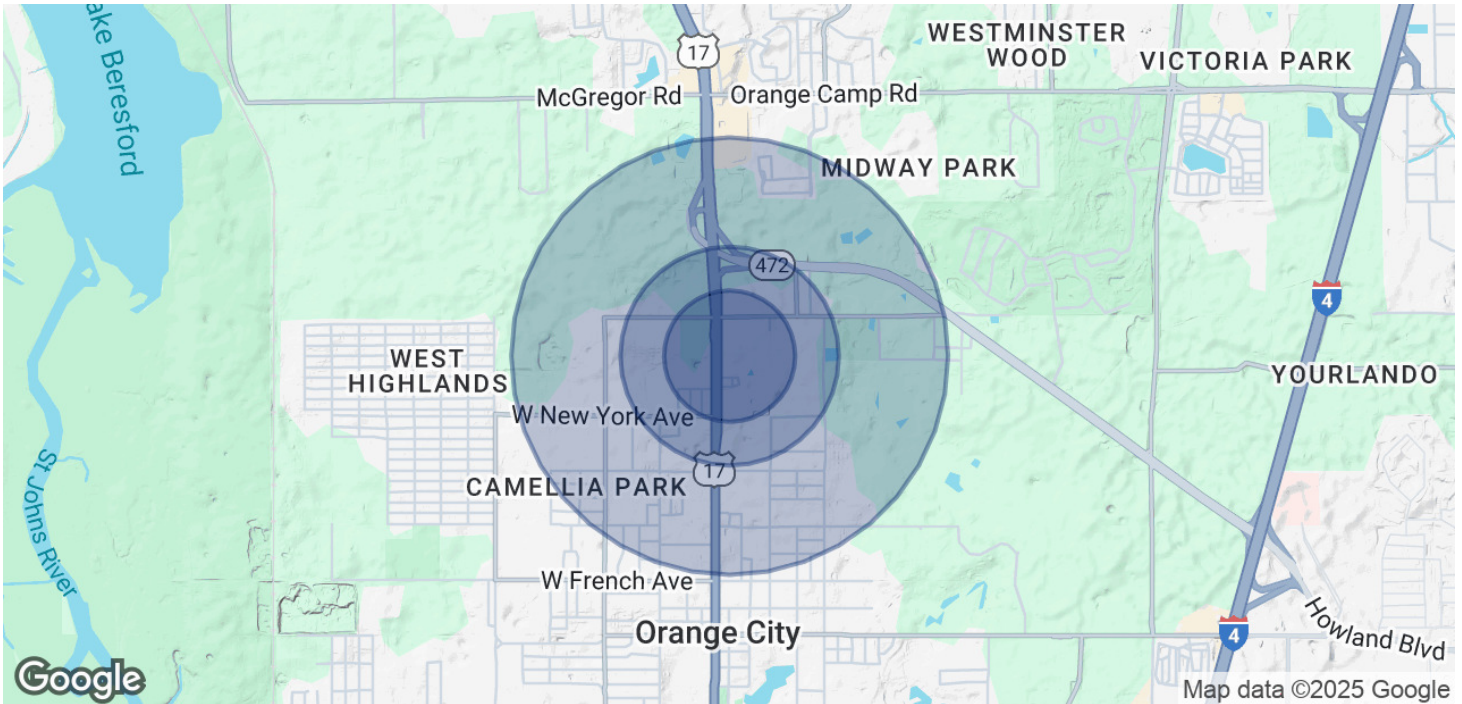 Lake Beresford
17
WESTMINSTER
WOOD
VICTORIA PARK
McGregor Rd
Orange Camp Rd
MIDWAY PARK
472
4
WEST
HIGHLANDS
YOURLANDO
W New York Ave
17
CAMELLIA PARK
St Johns River
W French Ave
Orange City
4
Howland Blvd
Google
Map data ©2025 Google